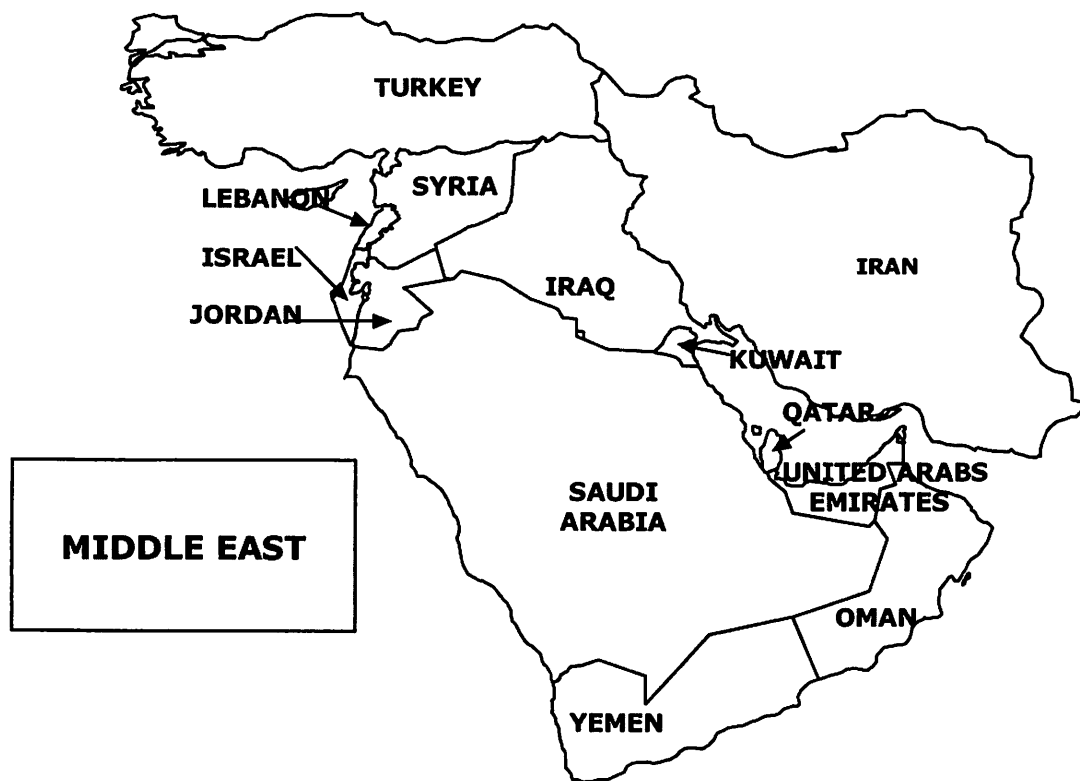 TURKEY
LEBANON
SYRIA
ISRAEL
IRAQ
IRAN
JORDAN
KUWAIT
QATAR
UNITED ARABS
EMIRATES
SAUDI
ARABIA
MIDDLE EAST
OMAN
YEMEN